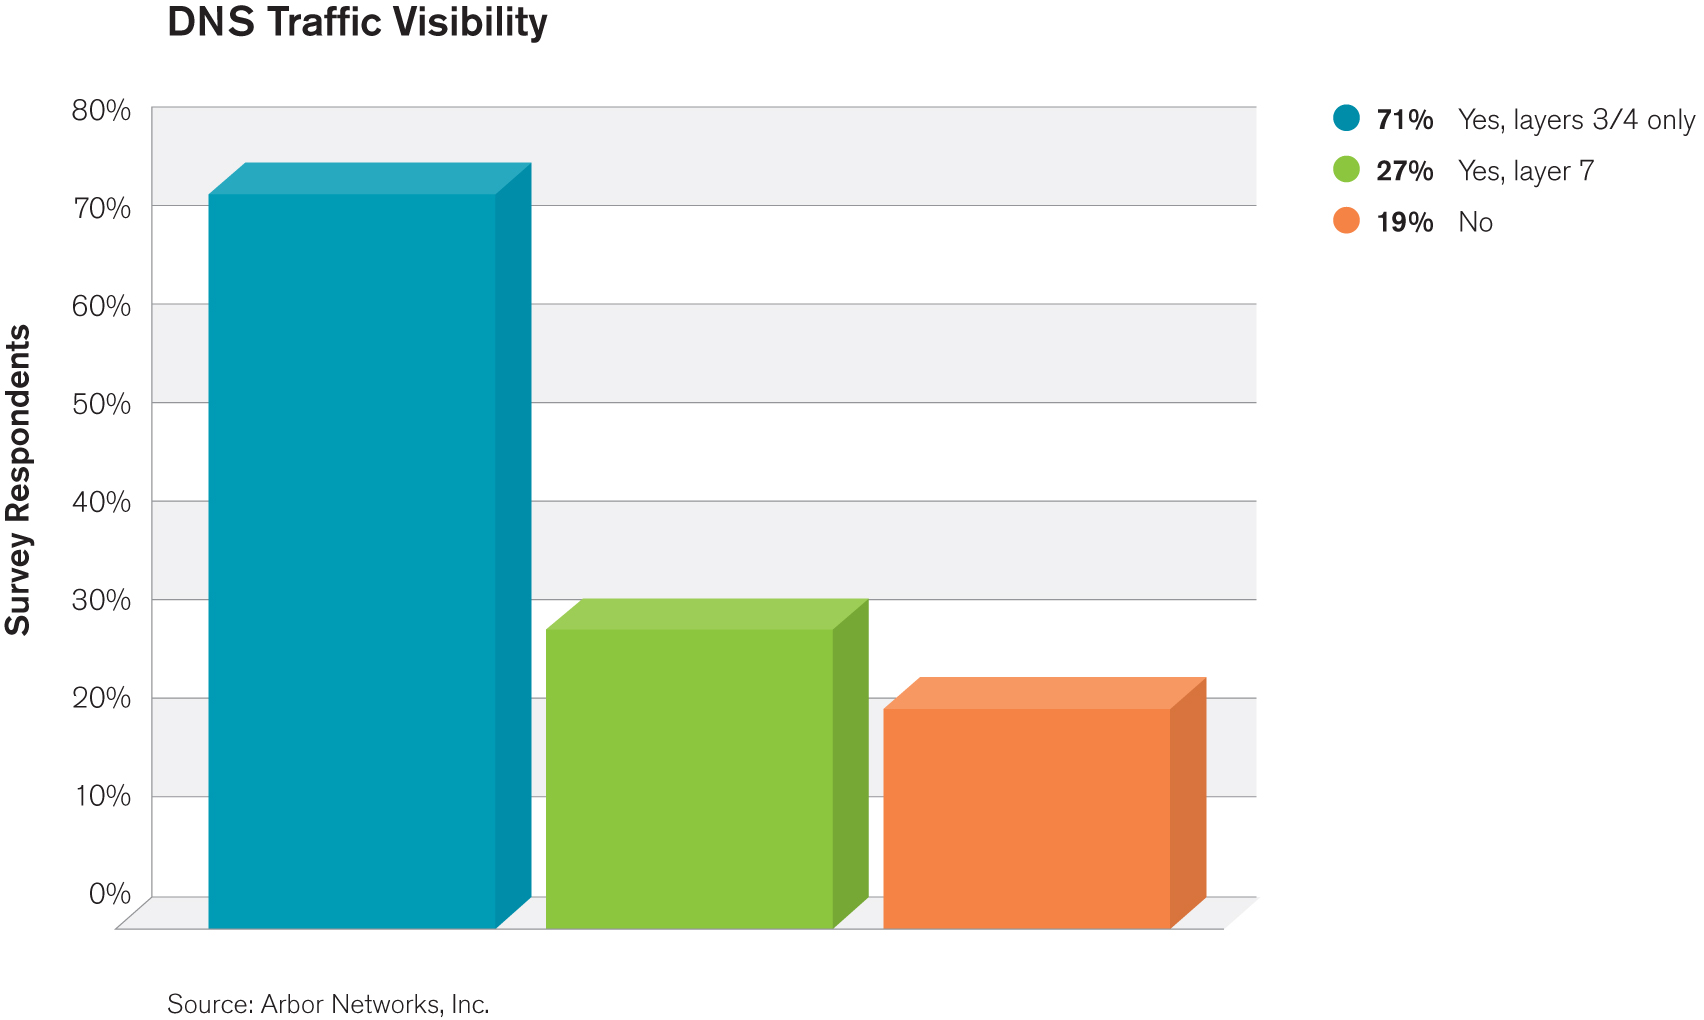 DNS Traffic Visibility
80%
70%
60%
50%
40%
30%
20%
10%
0%
Survey Respondents
71% Yes, layers 3/4 only
27% Yes, layer 7
19% No
Source: Arbor Networks, Inc.